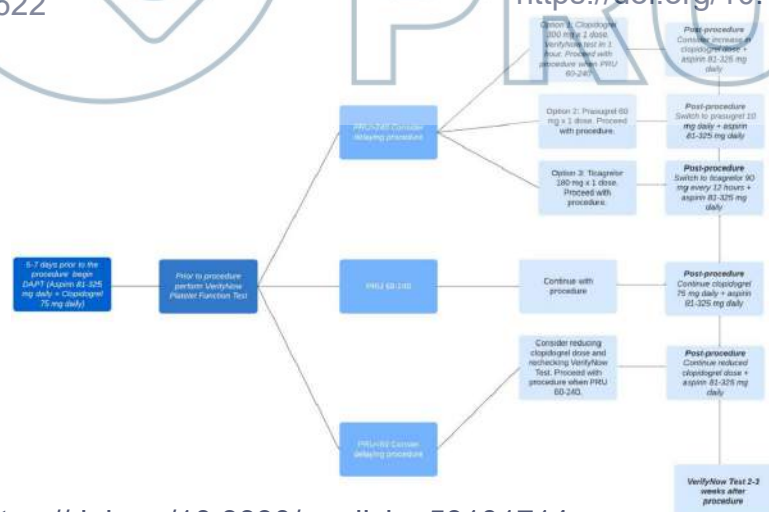 522
https://doi.org/10.
PRU
Option 1: Clopidogrel
mg x 1 dose.
VerifyNow test in 1
hour. Proceed with
procedure when PRU
60-240.
Post-procedure
Consider increase in
clopidogrel dose +
aspirin 81-325 mg
daily
PRU>240 Consider
delaying procedure
Option 2: Prasugrel 60
mg x 1 dose. Proceed
with procedure.
Post-procedure
Switch to prasugrel 10
mg daily + aspirin
81-325 mg daily
Option 3: Ticagrelor
180 mg x 1 dose.
Proceed with
procedure.
Post-procedure
Switch to ticagrelor 90
mg every 12 hours +
aspirin 81-325 mg
daily
5-7 days prior to the
procedure begin
DAPT (Aspirin 81-325
mg daily + Clopidogrel
75 mg daily)
Prior to procedure
perform VerifyNow
Platelet Function Test
PRU 60-240
Continue with
procedure
Post-procedure
Continue clopidogrel
75 mg daily + aspirin
81-325 mg daily
Consider reducing
clopidogrel dose and
rechecking VerifyNow
Test. Proceed with
procedure when PRU
60-240.
Post-procedure
Continue reduced
clopidogrel dose +
aspirin 81-325 mg
daily
PRU<60 Consider
delaying procedure
VerifyNow Test 2-3
weeks after
procedure